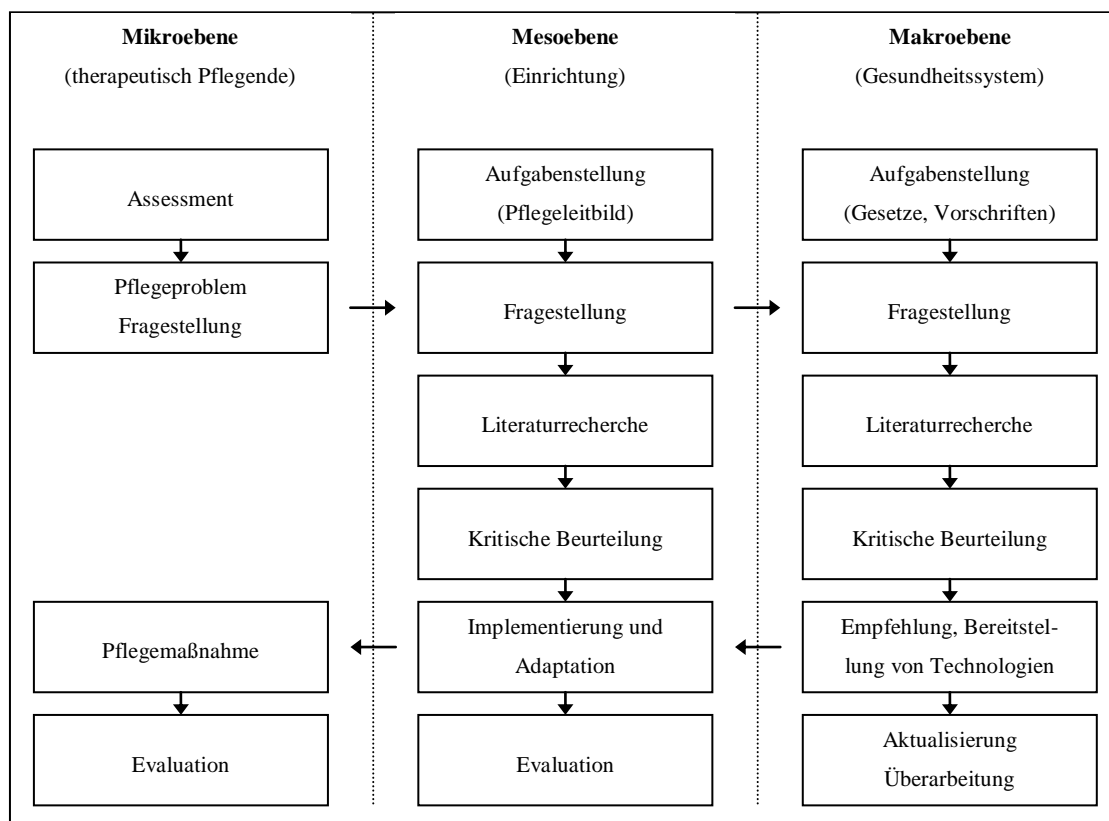 Mikroebene
(therapeutisch Pflegende)
Assessment
Pflegeproblem
Fragestellung
Pflegemaßnahme
Evaluation
Mesoebene
(Einrichtung)
Aufgabenstellung
(Pflegeleitbild)
Fragestellung
Literaturrecherche
Kritische Beurteilung
Implementierung und
Adaptation
Evaluation
Makroebene
(Gesundheitssystem)
Aufgabenstellung
(Gesetze, Vorschriften)
Fragestellung
Literaturrecherche
Kritische Beurteilung
Empfehlung, Bereitstel-
lung von Technologien
Aktualisierung
Überarbeitung